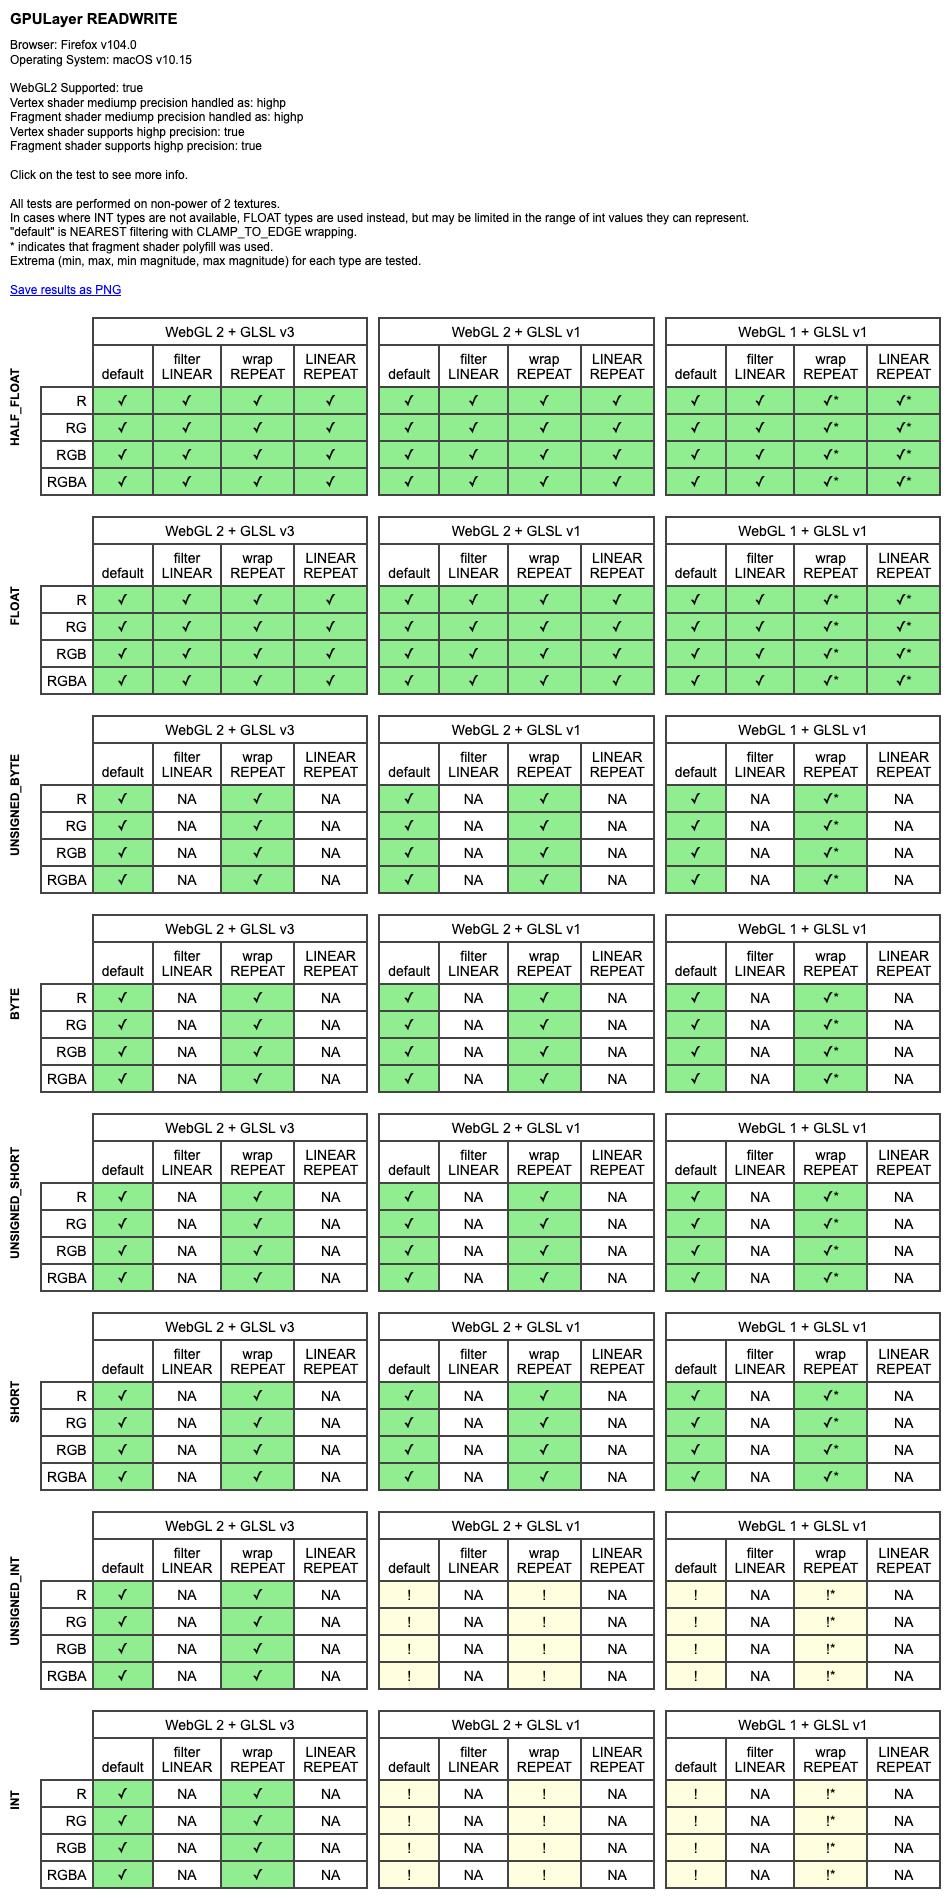 GPULayer READWRITE
Browser: Firefox v104.0
Operating System: macOS v10.15
WebGL2 Supported: true
Vertex shader mediump precision handled as: highp
Fragment shader mediump precision handled as: highp
Vertex shader supports highp precision: true
Fragment shader supports highp precision: true
Click on the test to see more info.
All tests are performed on non-power of 2 textures.
In cases where INT types are not available, FLOAT types are used instead, but may be limited in the range of int values they can represent.
"default" is NEAREST filtering with CLAMP_TO_EDGE wrapping.
* indicates that fragment shader polyfill was used.
Extrema (min, max, min magnitude, max magnitude) for each type are tested.
Save results as PNG
HALF_FLOAT
WebGL 2 + GLSL v3 WebGL 2 + GLSL v1 WebGL 1 + GLSL v1
filter wrap LINEAR filter wrap LINEAR filter wrap LINEAR
default LINEAR REPEAT REPEAT default LINEAR REPEAT REPEAT default LINEAR REPEAT REPEAT
R ✓ ✓ ✓ ✓ ✓ ✓ ✓ ✓ ✓ ✓ ✓* ✓*
RG ✓ ✓ ✓ ✓ ✓ ✓ ✓ ✓ ✓ ✓ ✓* ✓*
RGB ✓ ✓ ✓ ✓ ✓ ✓ ✓ ✓ ✓ ✓ ✓* ✓*
RGBA ✓ ✓ ✓ ✓ ✓ ✓ ✓ ✓ ✓ ✓ ✓* ✓*
FLOAT
WebGL 2 + GLSL v3 WebGL 2 + GLSL v1 WebGL 1 + GLSL v1
filter wrap LINEAR filter wrap LINEAR filter wrap LINEAR
default LINEAR REPEAT REPEAT default LINEAR REPEAT REPEAT default LINEAR REPEAT REPEAT
R ✓ ✓ ✓ ✓ ✓ ✓ ✓ ✓ ✓ ✓ ✓* ✓*
RG ✓ ✓ ✓ ✓ ✓ ✓ ✓ ✓ ✓ ✓ ✓* ✓*
RGB ✓ ✓ ✓ ✓ ✓ ✓ ✓ ✓ ✓ ✓ ✓* ✓*
RGBA ✓ ✓ ✓ ✓ ✓ ✓ ✓ ✓ ✓ ✓ ✓* ✓*
UNSIGNED_BYTE
WebGL 2 + GLSL v3 WebGL 2 + GLSL v1 WebGL 1 + GLSL v1
filter wrap LINEAR filter wrap LINEAR filter wrap LINEAR
default LINEAR REPEAT REPEAT default LINEAR REPEAT REPEAT default LINEAR REPEAT REPEAT
R ✓ NA ✓ NA ✓ NA ✓ NA ✓ NA ✓* NA
RG ✓ NA ✓ NA ✓ NA ✓ NA ✓ NA ✓* NA
RGB ✓ NA ✓ NA ✓ NA ✓ NA ✓ NA ✓* NA
RGBA ✓ NA ✓ NA ✓ NA ✓ NA ✓ NA ✓* NA
BYTE
WebGL 2 + GLSL v3 WebGL 2 + GLSL v1 WebGL 1 + GLSL v1
filter wrap LINEAR filter wrap LINEAR filter wrap LINEAR
default LINEAR REPEAT REPEAT default LINEAR REPEAT REPEAT default LINEAR REPEAT REPEAT
R ✓ NA ✓ NA ✓ NA ✓ NA ✓ NA ✓* NA
RG ✓ NA ✓ NA ✓ NA ✓ NA ✓ NA ✓* NA
RGB ✓ NA ✓ NA ✓ NA ✓ NA ✓ NA ✓* NA
RGBA ✓ NA ✓ NA ✓ NA ✓ NA ✓ NA ✓* NA
UNSIGNED_SHORT
WebGL 2 + GLSL v3 WebGL 2 + GLSL v1 WebGL 1 + GLSL v1
filter wrap LINEAR filter wrap LINEAR filter wrap LINEAR
default LINEAR REPEAT REPEAT default LINEAR REPEAT REPEAT default LINEAR REPEAT REPEAT
R ✓ NA ✓ NA ✓ NA ✓ NA ✓ NA ✓* NA
RG ✓ NA ✓ NA ✓ NA ✓ NA ✓ NA ✓* NA
RGB ✓ NA ✓ NA ✓ NA ✓ NA ✓ NA ✓* NA
RGBA ✓ NA ✓ NA ✓ NA ✓ NA ✓ NA ✓* NA
SHORT
WebGL 2 + GLSL v3 WebGL 2 + GLSL v1 WebGL 1 + GLSL v1
filter wrap LINEAR filter wrap LINEAR filter wrap LINEAR
default LINEAR REPEAT REPEAT default LINEAR REPEAT REPEAT default LINEAR REPEAT REPEAT
R ✓ NA ✓ NA ✓ NA ✓ NA ✓ NA ✓* NA
RG ✓ NA ✓ NA ✓ NA ✓ NA ✓ NA ✓* NA
RGB ✓ NA ✓ NA ✓ NA ✓ NA ✓ NA ✓* NA
RGBA ✓ NA ✓ NA ✓ NA ✓ NA ✓ NA ✓* NA
UNSIGNED_INT
WebGL 2 + GLSL v3 WebGL 2 + GLSL v1 WebGL 1 + GLSL v1
filter wrap LINEAR filter wrap LINEAR filter wrap LINEAR
default LINEAR REPEAT REPEAT default LINEAR REPEAT REPEAT default LINEAR REPEAT REPEAT
R ✓ NA ✓ NA ! NA ! NA ! NA !* NA
RG ✓ NA ✓ NA ! NA ! NA ! NA !* NA
RGB ✓ NA ✓ NA ! NA ! NA ! NA !* NA
RGBA ✓ NA ✓ NA ! NA ! NA ! NA !* NA
INT
WebGL 2 + GLSL v3 WebGL 2 + GLSL v1 WebGL 1 + GLSL v1
filter wrap LINEAR filter wrap LINEAR filter wrap LINEAR
default LINEAR REPEAT REPEAT default LINEAR REPEAT REPEAT default LINEAR REPEAT REPEAT
R ✓ NA ✓ NA ! NA ! NA ! NA !* NA
RG ✓ NA ✓ NA ! NA ! NA ! NA !* NA
RGB ✓ NA ✓ NA ! NA ! NA ! NA !* NA
RGBA ✓ NA ✓ NA ! NA ! NA ! NA !* NA